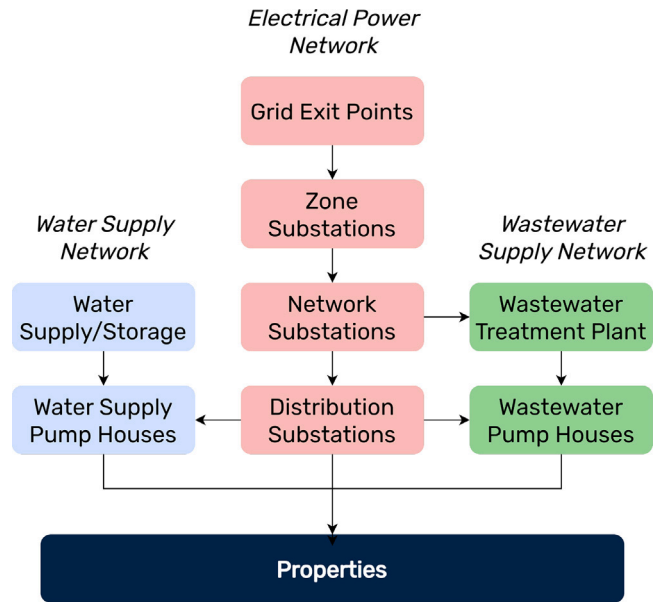 Electrical Power
Network
Grid Exit Points
Zone
Substations
Water Supply
Network
Wastewater
Supply Network
Water
Supply/Storage
Network
Substations
Wastewater
Treatment Plant
Water Supply
Pump Houses
Distribution
Substations
Wastewater
Pump Houses
Properties